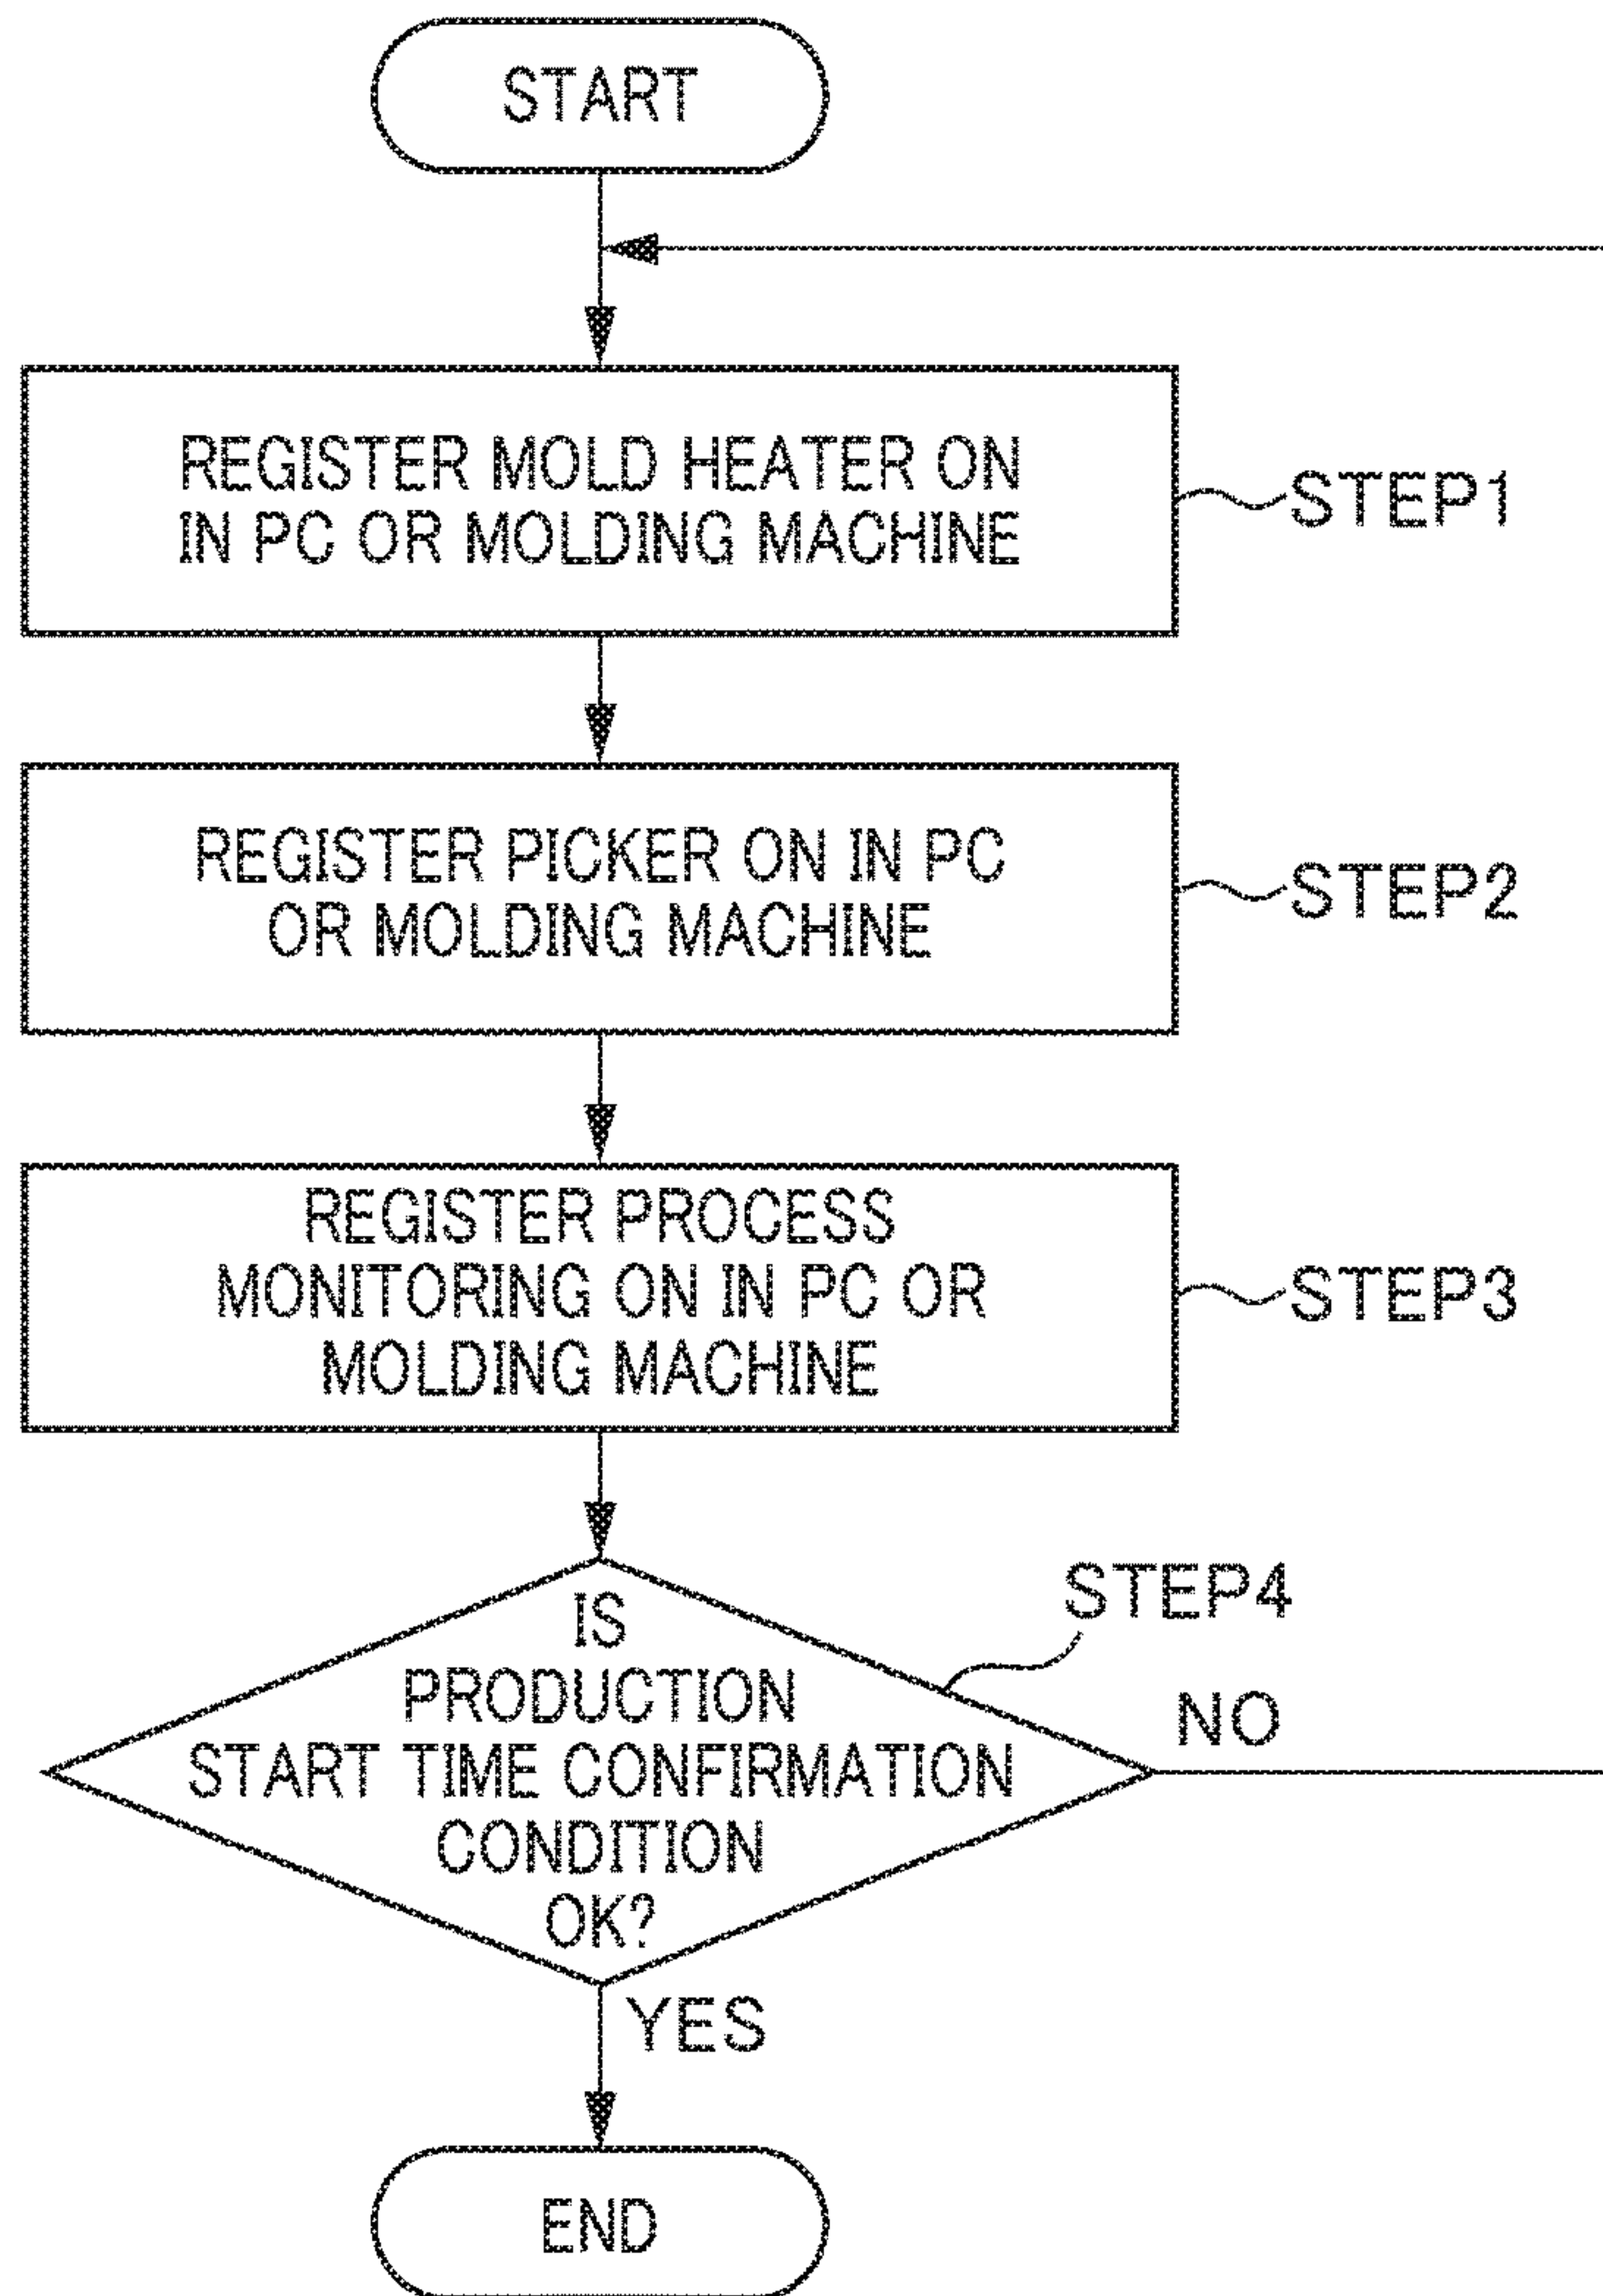 START
REGISTER MOLD HEATER ON
IN PC OR MOLDING MACHINE
STEP1
REGISTER PICKER ON IN PC
OR MOLDING MACHINE
STEP2
REGISTER PROCESS
MONITORING ON IN PC OR
MOLDING MACHINE
STEP3
IS
PRODUCTION
START TIME CONFIRMATION
CONDITION
OK?
STEP4
NO
YES
END